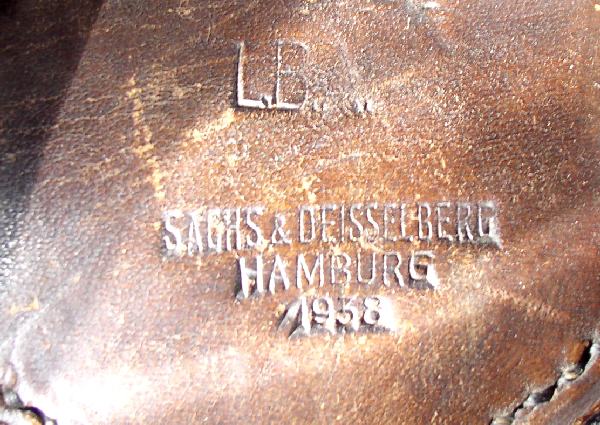 L.B.A.
SACHS & DEISSELBERG
HAMBURG
1938